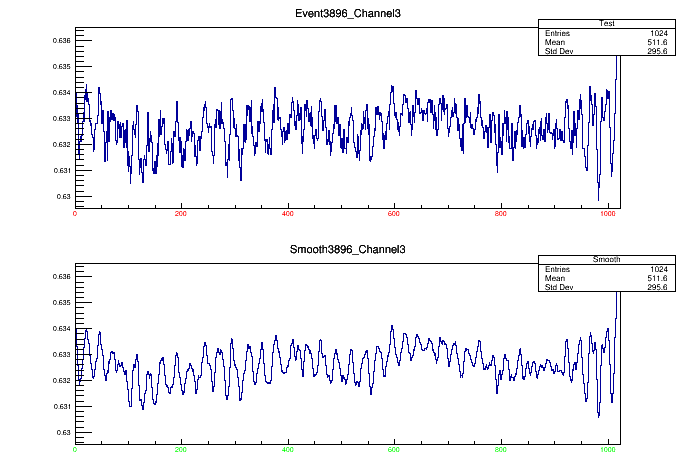 Event3896_Channel3
Test
Entries 1024
Mean 511.6
Std Dev 295.6
0.636
0.635
0.634
0.633
0.632
0.631
0.63
0 200 400 600 800 1000
Smooth3896_Channel3
Smooth
Entries 1024
Mean 511.6
Std Dev 295.6
0.636
0.635
0.634
0.633
0.632
0.631
0.63
0 200 400 600 800 1000